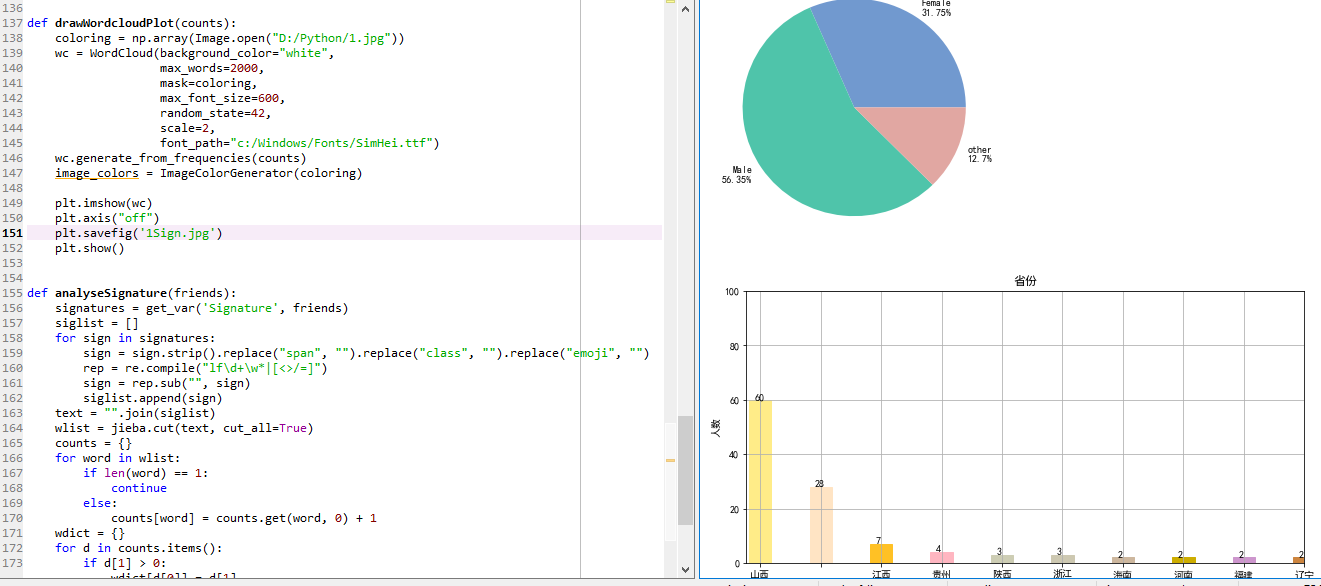 136
137 def drawWordcloudPlot(counts):
138     coloring = np.array(Image.open("D:/Python/1.jpg"))
139     wc = WordCloud(background_color="white",
140                    max_words=2000,
141                    mask=coloring,
142                    max_font_size=600,
143                    random_state=42,
144                    scale=2,
145                    font_path="c:/Windows/Fonts/SimHei.ttf")
146     wc.generate_from_frequencies(counts)
147     image_colors = ImageColorGenerator(coloring)
148
149     plt.imshow(wc)
150     plt.axis("off")
151     plt.savefig('1Sign.jpg')
152     plt.show()
153
154
155 def analyseSignature(friends):
156     signatures = get_var('Signature', friends)
157     siglist = []
158     for sign in signatures:
159         sign = sign.strip().replace("span", "").replace("class", "").replace("emoji", "")
160         rep = re.compile("lf\d+\w*|[<>/=]")
161         sign = rep.sub("", sign)
162         siglist.append(sign)
163     text = "".join(siglist)
164     wlist = jieba.cut(text, cut_all=True)
165     counts = {}
166     for word in wlist:
167         if len(word) == 1:
168             continue
169         else:
170             counts[word] = counts.get(word, 0) + 1
171     wdict = {}
172     for d in counts.items():
173         if d[1] > 0:
wdict[d[0]] = d[1]
Female
31.75%
other
12.7%
Male
56.35%
省份
人数
100
80
60
40
20
0
60
28
7
4
3
3
2
2
2
2
山西
江西
贵州
陕西
浙江
海南
河南
福建
辽宁